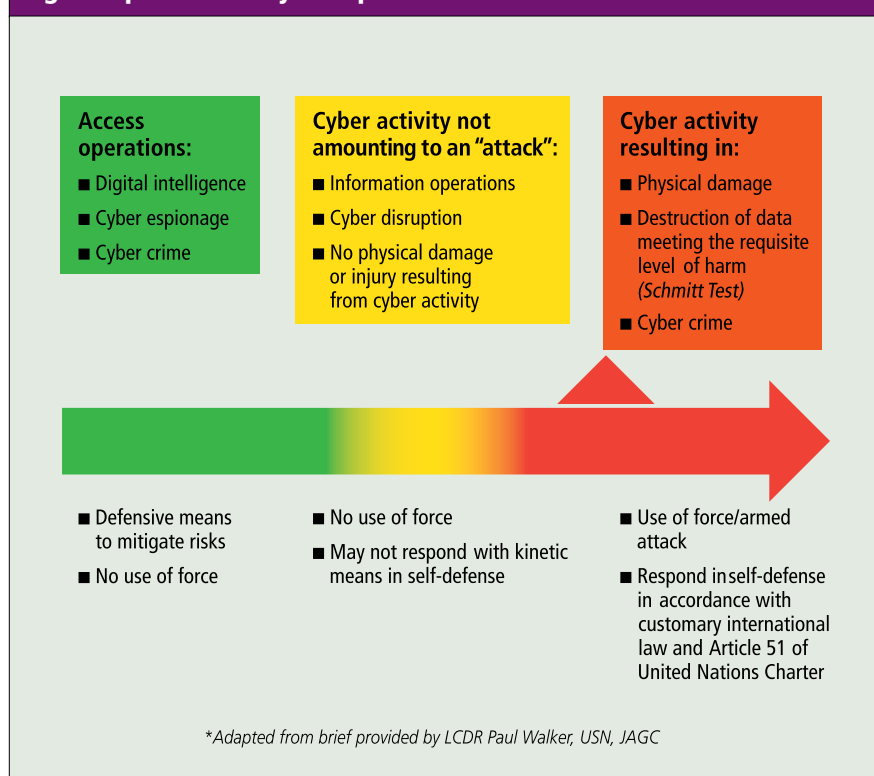 Access
operations:
■ Digital intelligence
■ Cyber espionage
■ Cyber crime
Cyber activity not
amounting to an “attack”:
■ Information operations
■ Cyber disruption
■ No physical damage
or injury resulting
from cyber activity
Cyber activity
resulting in:
■ Physical damage
■ Destruction of data
meeting the requisite
level of harm
(Schmitt Test)
■ Cyber crime
■ Defensive means
to mitigate risks
■ No use of force
■ No use of force
■ May not respond with kinetic
means in self-defense
■ Use of force/armed
attack
■ Respond in self-defense
in accordance with
customary international
law and Article 51 of
United Nations Charter
*Adapted from brief provided by LCDR Paul Walker, USN, JAGC